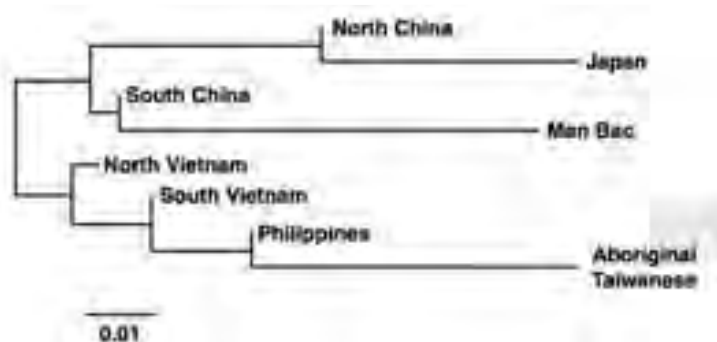 North China
Japan
South China
Man Bac
North Vietnam
South Vietnam
Philippines
Aboriginal
Taiwanese
0.01